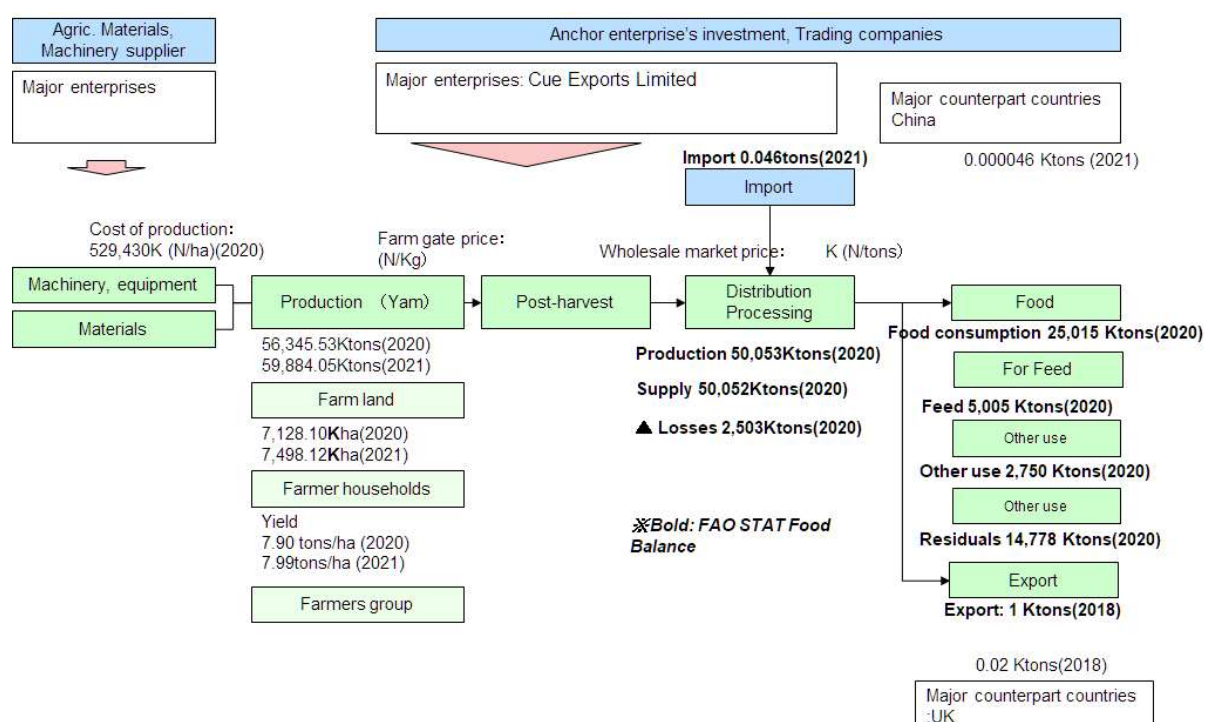 Agric. Materials,
Machinery supplier
Major enterprises
Anchor enterprise's investment, Trading companies
Major enterprises: Cue Exports Limited
Major counterpart countries
China
Import 0.046tons(2021)
0.000046 Ktons (2021)
Import
Cost of production:
529,430K (N/ha)(2020)
Farm gate price:
(N/Kg)
Wholesale market price: K (N/tons)
Machinery, equipment
Materials
Production (Yam)
Post-harvest
Distribution
Processing
Food
Food consumption 25,015 Ktons(2020)
56,345.53Ktons(2020)
59,884.05Ktons(2021)
Production 50,053Ktons(2020)
For Feed
Farm land
Supply 50,052Ktons(2020)
Feed 5,005 Ktons(2020)
7,128.10Kha(2020)
7,498.12Kha(2021)
▲ Losses 2,503Ktons(2020)
Other use
Other use 2,750 Ktons(2020)
Farmer households
Other use
Yield
7.90 tons/ha (2020)
7.99tons/ha (2021)
※Bold: FAO STAT Food
Balance
Residuals 14,778 Ktons(2020)
Farmers group
Export
Export: 1 Ktons(2018)
0.02 Ktons(2018)
Major counterpart countries
:UK